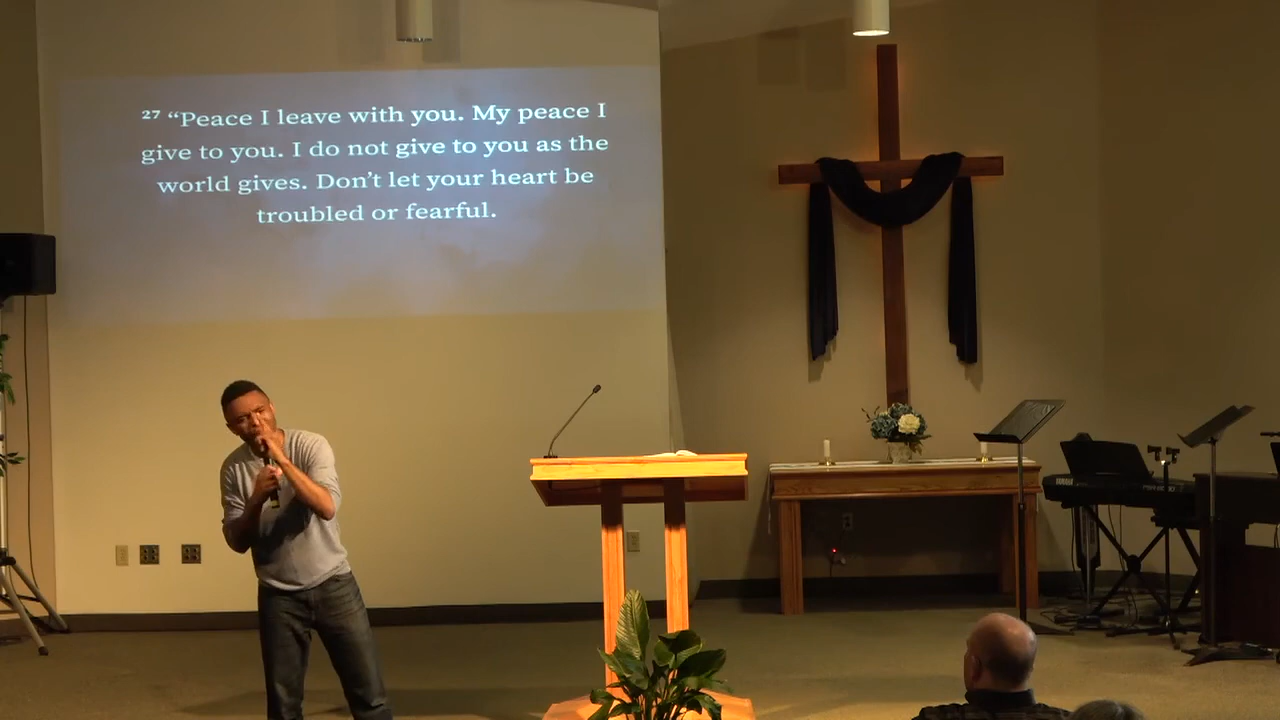 27 “Peace I leave with you. My peace I
give to you. I do not give to you as the
world gives. Don’t let your heart be
troubled or fearful.
YAMAHA